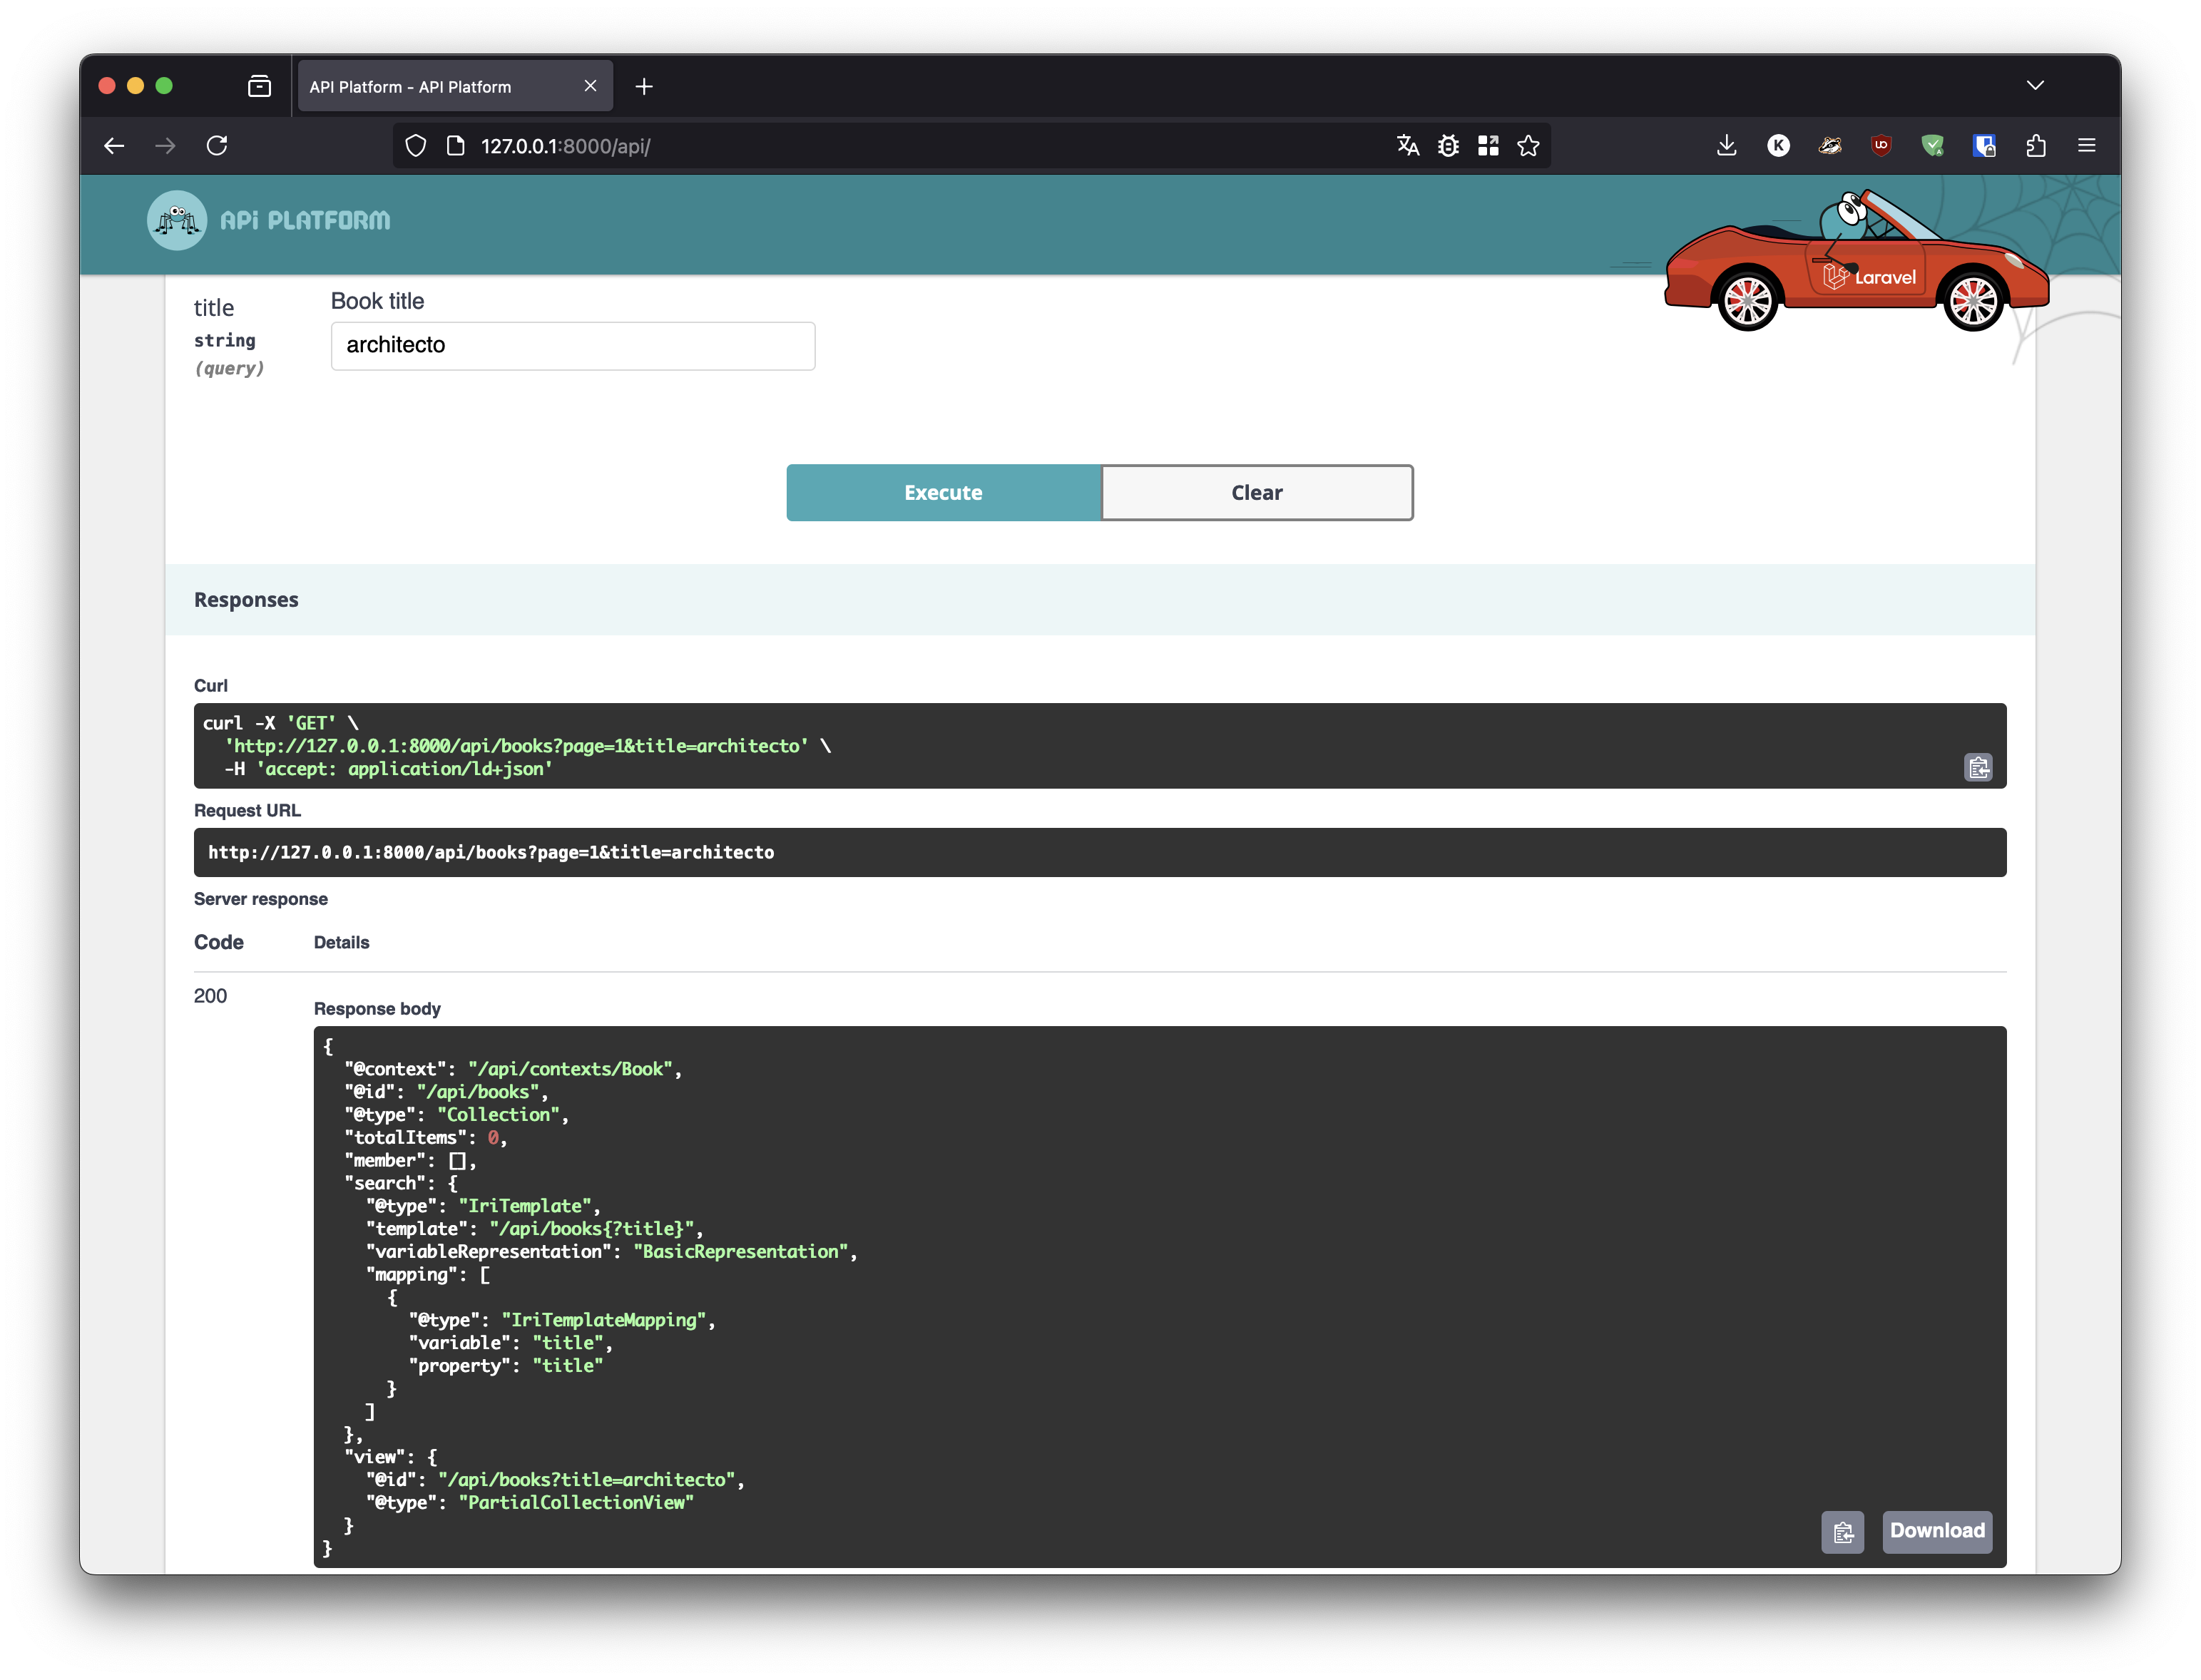 API Platform - API Platform
127.0.0.1:8000/api/
K
API PLATFORM
Laravel
title
Book title
string
architecto
(query)
Execute
Clear
Responses
Curl
curl -X 'GET' \
  'http://127.0.0.1:8000/api/books?page=1&title=architecto' \
  -H 'accept: application/ld+json'
Request URL
http://127.0.0.1:8000/api/books?page=1&title=architecto
Server response
Code Details
200
Response body
{
  "@context": "/api/contexts/Book",
  "@id": "/api/books",
  "@type": "Collection",
  "totalItems": 0,
  "member": [],
  "search": {
    "@type": "IriTemplate",
    "template": "/api/books{?title}",
    "variableRepresentation": "BasicRepresentation",
    "mapping": [
      {
        "@type": "IriTemplateMapping",
        "variable": "title",
        "property": "title"
      }
    ]
  },
  "view": {
    "@id": "/api/books?title=architecto",
    "@type": "PartialCollectionView"
  }
}
Download